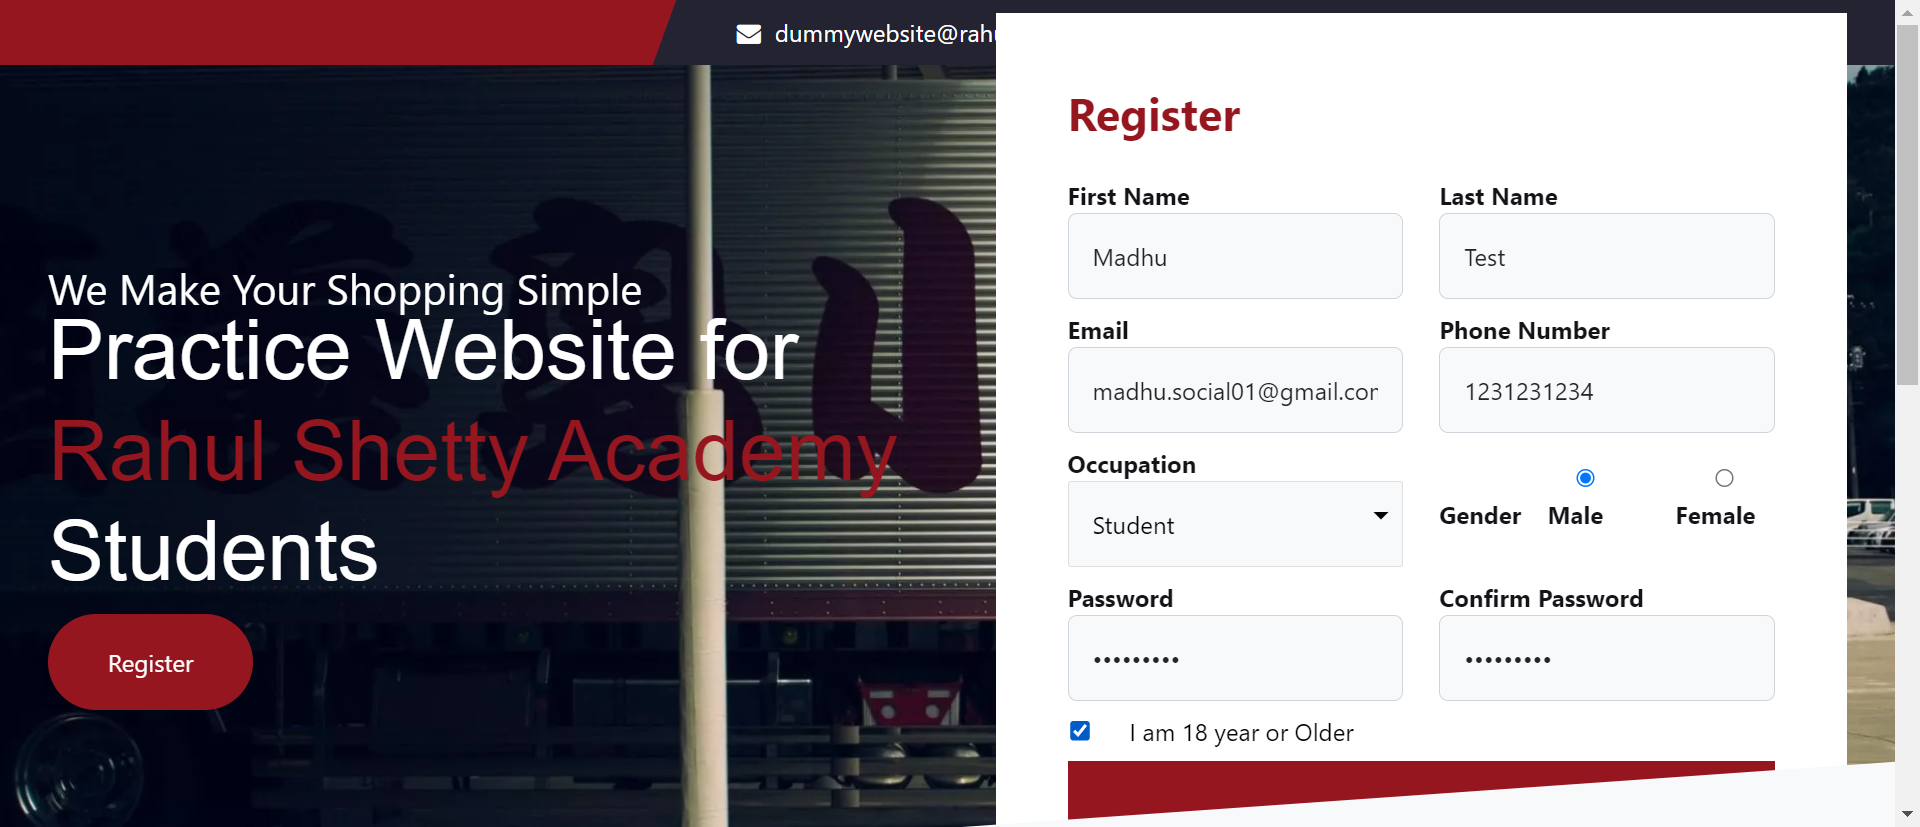 dummywebsite@rahu
We Make Your Shopping Simple
Practice Website for
Rahul Shetty Academy
Students
Register
Register
First Name
Last Name
Madhu
Test
Email
Phone Number
madhu.social01@gmail.com
1231231234
Occupation
Student
Gender
Male
Female
Password
Confirm Password
•••••••••
•••••••••
I am 18 year or Older